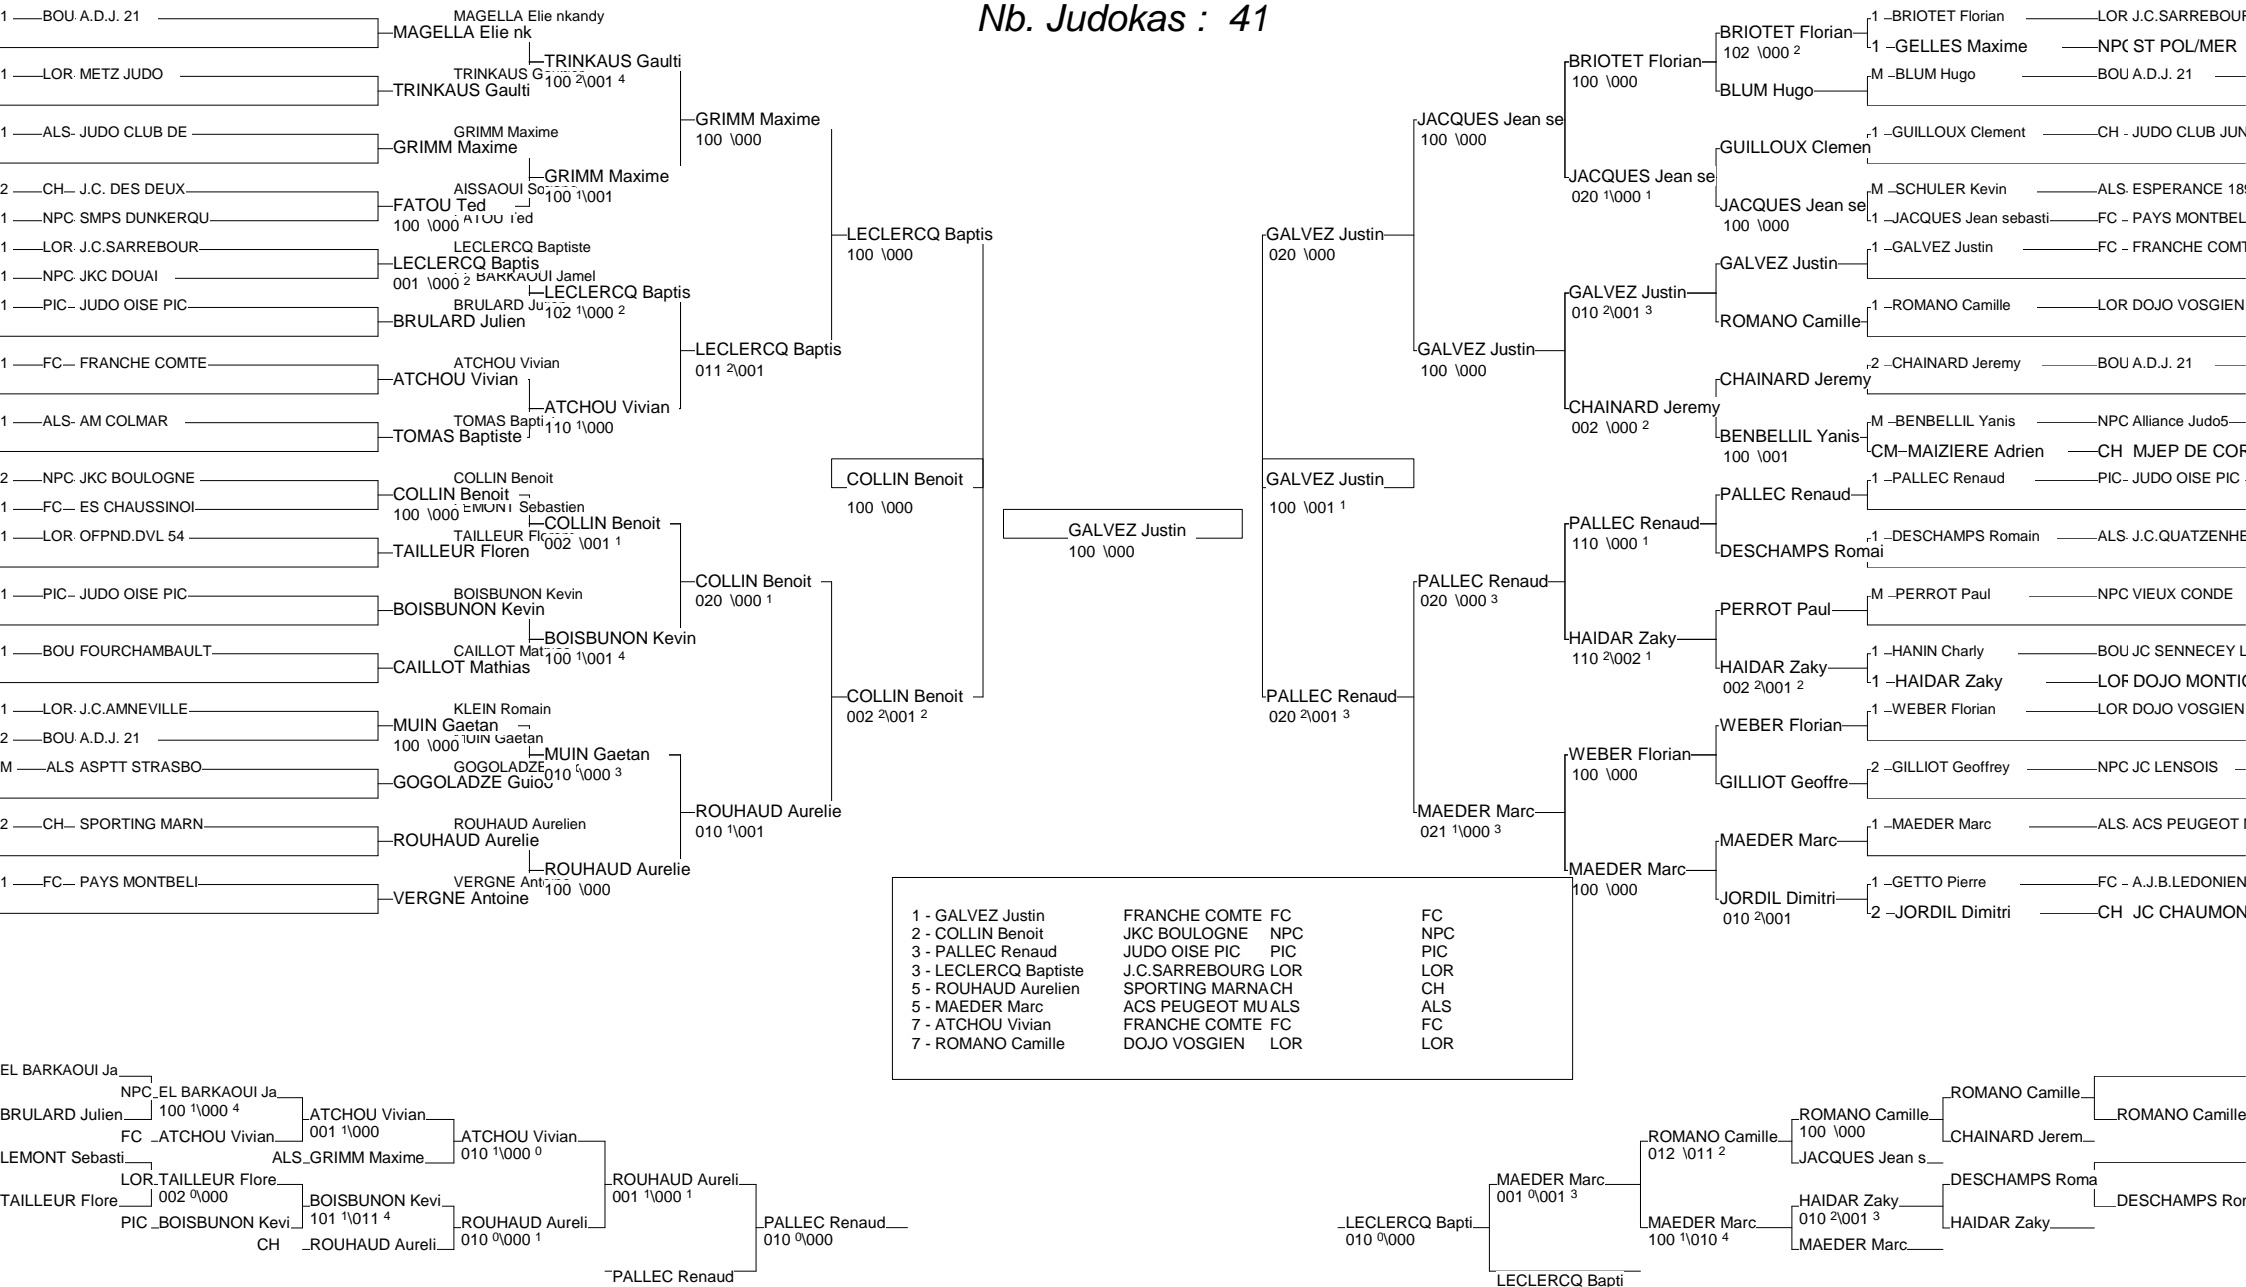 Nb. Judokas : 41
1 BOU A.D.J. 21 MAGELLA Elie nkandy
MAGELLA Elie nk
TRINKAUS Gaulti
100 2\001 4
1 LOR METZ JUDO TRINKAUS G
TRINKAUS Gaulti
GRIMM Maxime
100 \000
1 ALS JUDO CLUB DE GRIMM Maxime
GRIMM Maxime
GRIMM Maxime
100 1\001
2 CH J.C. DES DEUX AISSAOUI
FATOU Ted
100 \000
1 NPC SMPS DUNKERQU
LECLERCQ Baptis
100 \000
1 LOR J.C.SARREBOUR LECLERCQ Baptiste
LECLERCQ Baptis
001 \000 2
1 NPC JKC DOUAI BARKAOUI Jamel
LECLERCQ Baptis
102 1\000 2
1 PIC JUDO OISE PIC BRULARD
BRULARD Julien
LECLERCQ Baptis
011 2\001
1 FC FRANCHE COMTE ATCHOU Vivian
ATCHOU Vivian
ATCHOU Vivian
110 1\000
1 ALS AM COLMAR TOMAS Bapti
TOMAS Baptiste
COLLIN Benoit
100 \000
2 NPC JKC BOULOGNE COLLIN Benoit
COLLIN Benoit
100 \000
1 FC ES CHAUSSINOI Sebastien
COLLIN Benoit
002 \001 1
1 LOR OFPND.DVL 54 TAILLEUR
TAILLEUR Floren
COLLIN Benoit
020 \000 1
1 PIC JUDO OISE PIC BOISBUNON Kevin
BOISBUNON Kevin
BOISBUNON Kevin
100 1\001 4
1 BOU FOURCHAMBAULT CAILLOT
CAILLOT Mathias
COLLIN Benoit
002 2\001 2
1 LOR J.C.AMNEVILLE KLEIN Romain
MUIN Gaetan
100 \000
2 BOU A.D.J. 21 Gaetan
MUIN Gaetan
010 \000 3
M ALS ASPTT STRASBO GOGOLADZE
GOGOLADZE
ROUHAUD Aurelie
010 1\001
2 CH SPORTING MARN ROUHAUD Aurelien
ROUHAUD Aurelie
ROUHAUD Aurelie
100 \000
1 FC PAYS MONTBELI VERGNE
VERGNE Antoine
GALVEZ Justin
100 \000
BRIOTET Florian
102 \000 2
1 BRIOTET Florian LOR J.C.SARREBOUR
1 GELLES Maxime NPC ST POL/MER
BRIOTET Florian
100 \000
M BLUM Hugo BOU A.D.J. 21
BLUM Hugo
JACQUES Jean se
100 \000
1 GUILLOUX Clement CH JUDO CLUB JUN
GUILLOUX Clemen
JACQUES Jean se
020 1\000 1
M SCHULER Kevin ALS ESPERANCE 189
JACQUES Jean se
100 \000
1 JACQUES Jean sebasti FC PAYS MONTBEL
GALVEZ Justin
020 \000
1 GALVEZ Justin FC FRANCHE COMT
GALVEZ Justin
GALVEZ Justin
010 2\001 3
1 ROMANO Camille LOR DOJO VOSGIEN
ROMANO Camille
GALVEZ Justin
100 \000
2 CHAINARD Jeremy BOU A.D.J. 21
CHAINARD Jeremy
CHAINARD Jeremy
002 \000 2
M BENBELLIL Yanis NPC Alliance Judo5
BENBELLIL Yanis
100 \001
CM MAIZIERE Adrien CH MJEP DE COR
GALVEZ Justin
100 \001 1
1 PALLEC Renaud PIC JUDO OISE PIC
PALLEC Renaud
PALLEC Renaud
110 \000 1
1 DESCHAMPS Romain ALS J.C.QUATZENHE
DESCHAMPS Romai
PALLEC Renaud
020 \000 3
M PERROT Paul NPC VIEUX CONDE
PERROT Paul
HAIDAR Zaky
110 2\002 1
1 HANIN Charly BOU JC SENNECEY L
HAIDAR Zaky
002 2\001 2
1 HAIDAR Zaky LOR DOJO MONTIG
PALLEC Renaud
020 2\001 3
1 WEBER Florian LOR DOJO VOSGIEN
WEBER Florian
WEBER Florian
100 \000
2 GILLIOT Geoffrey NPC JC LENSOIS
GILLIOT Geoffre
MAEDER Marc
021 1\000 3
1 MAEDER Marc ALS ACS PEUGEOT
MAEDER Marc
MAEDER Marc
100 \000
1 GETTO Pierre FC A.J.B.LEDONIEN
JORDIL Dimitri
010 2\001
2 JORDIL Dimitri CH JC CHAUMON
1 - GALVEZ Justin FRANCHE COMTE FC FC
2 - COLLIN Benoit JKC BOULOGNE NPC NPC
3 - PALLEC Renaud JUDO OISE PIC PIC PIC
3 - LECLERCQ Baptiste J.C.SARREBOURG LOR LOR
5 - ROUHAUD Aurelien SPORTING MARNA CH CH
5 - MAEDER Marc ACS PEUGEOT MU ALS ALS
7 - ATCHOU Vivian FRANCHE COMTE FC FC
7 - ROMANO Camille DOJO VOSGIEN LOR LOR
EL BARKAOUI Ja
NPC EL BARKAOUI Ja
100 1\000 4
BRULARD Julien
ATCHOU Vivian
001 1\000
FC ATCHOU Vivian
ATCHOU Vivian
010 1\000 0
LEMONT Sebasti
ALS GRIMM Maxime
LOR TAILLEUR Flore
002 0\000
ROUHAUD Aureli
001 1\000 1
TAILLEUR Flore
BOISBUNON Kevi
101 1\011 4
PIC BOISBUNON Kevi
ROUHAUD Aureli
010 0\000 1
PALLEC Renaud
010 0\000
CH ROUHAUD Aureli
PALLEC Renaud
ROMANO Camille
ROMANO Camille
ROMANO Camille
100 \000
ROMANO Camille
012 \011 2
CHAINARD Jerem
JACQUES Jean s
MAEDER Marc
001 0\001 3
DESCHAMPS Roma
HAIDAR Zaky
010 2\001 3
DESCHAMPS Ror
LECLERCQ Bapti
010 0\000
MAEDER Marc
100 1\010 4
HAIDAR Zaky
MAEDER Marc
LECLERCQ Bapti